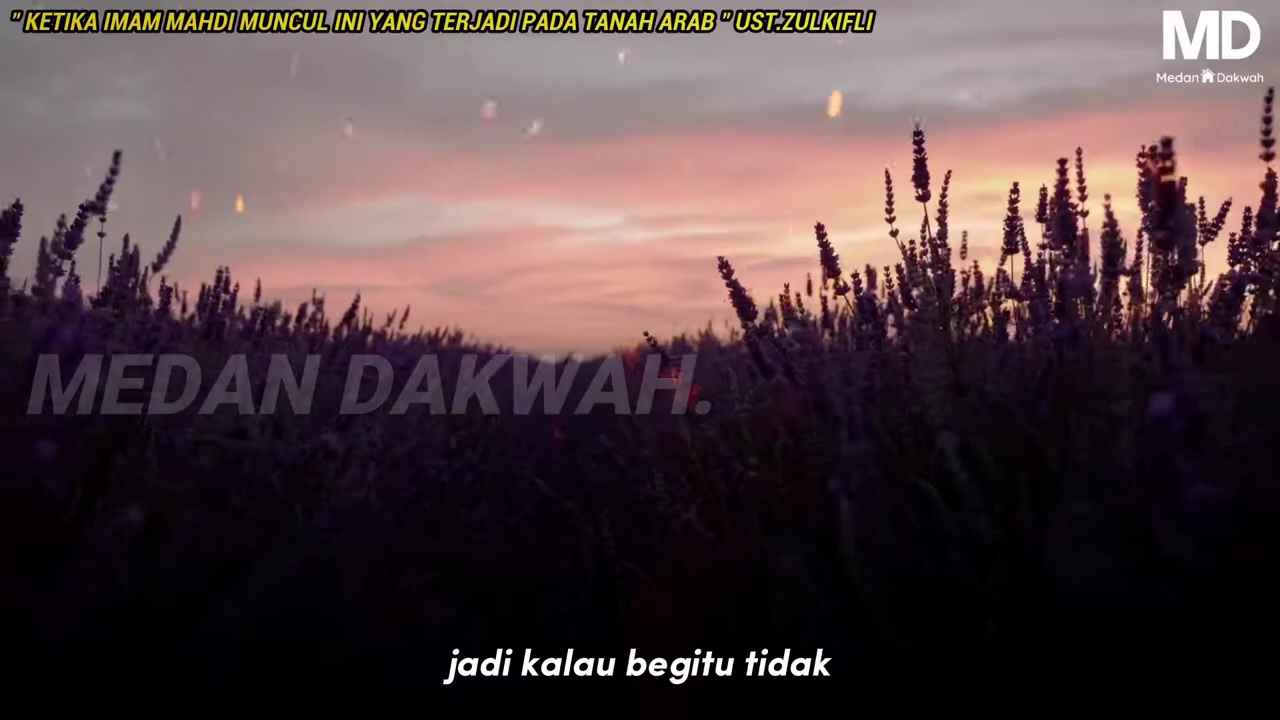 " KETIKA IMAM MAHDI MUNCUL INI YANG TERJADI PADA TANAH ARAB " UST.ZULKIFLI
MD
Medan Dakwah
MEDAN DAKWAH.
jadi kalau begitu tidak